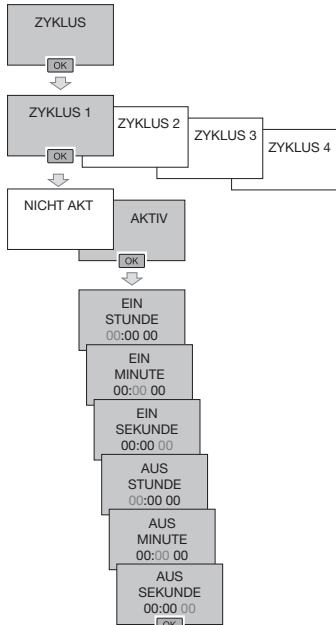 ZYKLUS
OK
ZYKLUS 1
ZYKLUS 2
ZYKLUS 3
ZYKLUS 4
OK
NICHT AKT
AKTIV
OK
EIN
STUNDE
00:00 00
EIN
MINUTE
00:00 00
EIN
SEKUNDE
00:00 00
AUS
STUNDE
00:00 00
AUS
MINUTE
00:00 00
AUS
SEKUNDE
00:00 00
OK